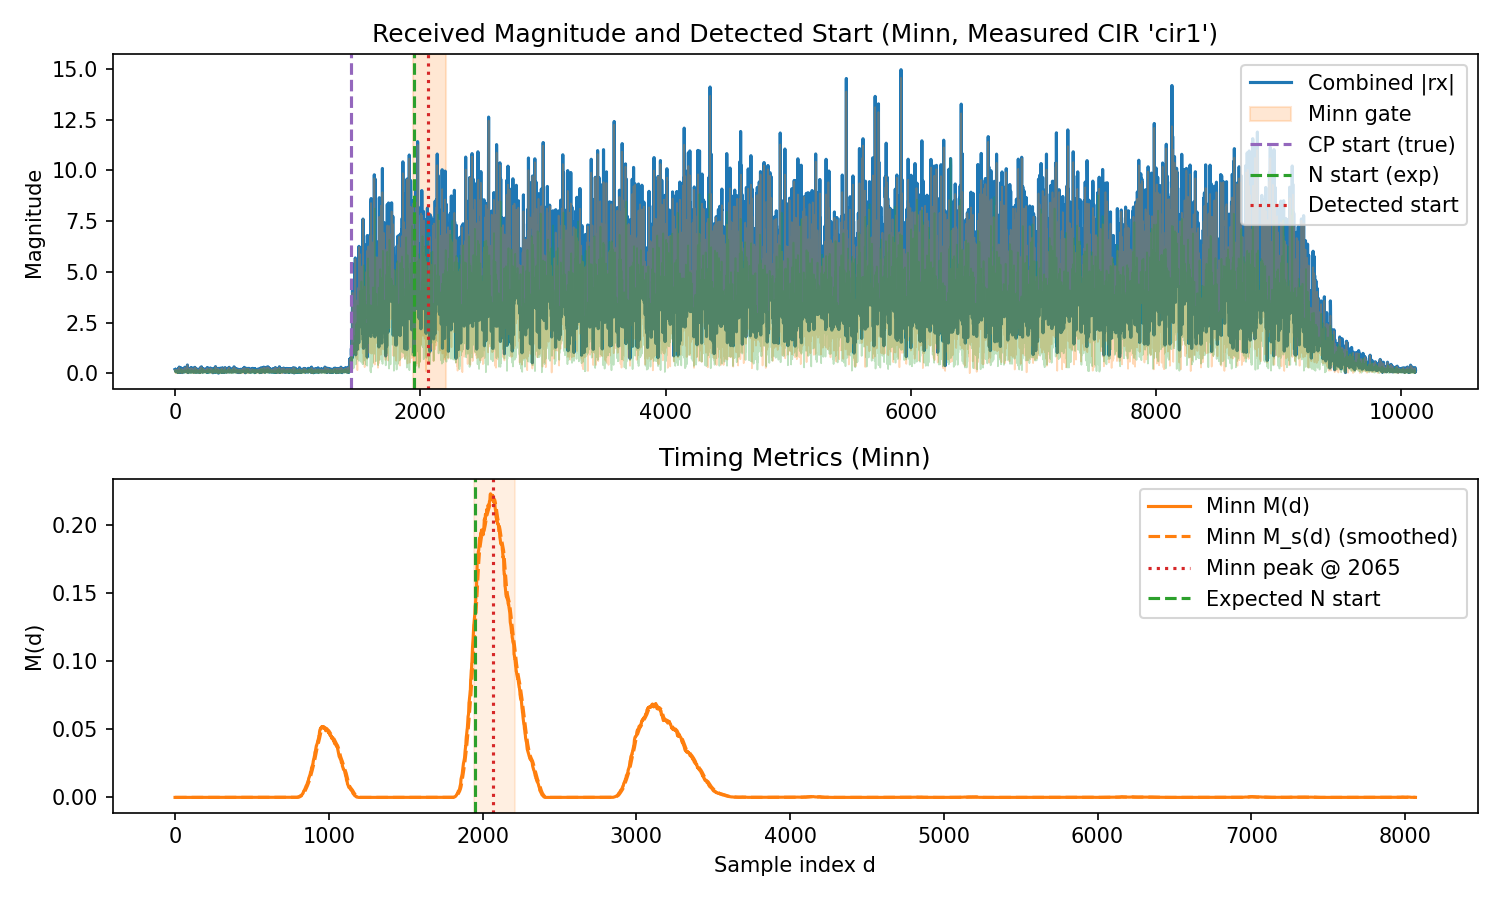 Received Magnitude and Detected Start (Minn, Measured CIR 'cir1')
Magnitude
15.0
12.5
10.0
7.5
5.0
2.5
0.0
Combined |rx|
Minn gate
CP start (true)
N start (exp)
Detected start
0 2000 4000 6000 8000 10000
Timing Metrics (Minn)
M(d)
0.20
0.15
0.10
0.05
0.00
Minn M(d)
Minn M_s(d) (smoothed)
Minn peak @ 2065
Expected N start
0 1000 2000 3000 4000 5000 6000 7000 8000
Sample index d